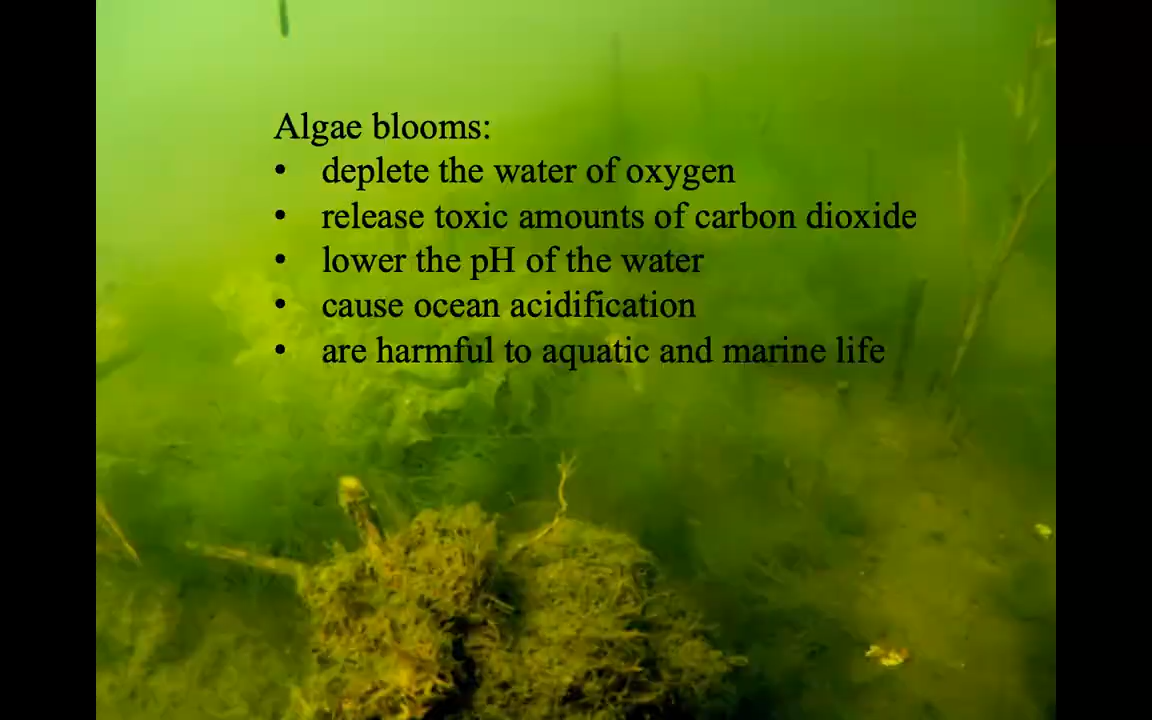 Algae blooms:
• deplete the water of oxygen
• release toxic amounts of carbon dioxide
• lower the pH of the water
• cause ocean acidification
• are harmful to aquatic and marine life